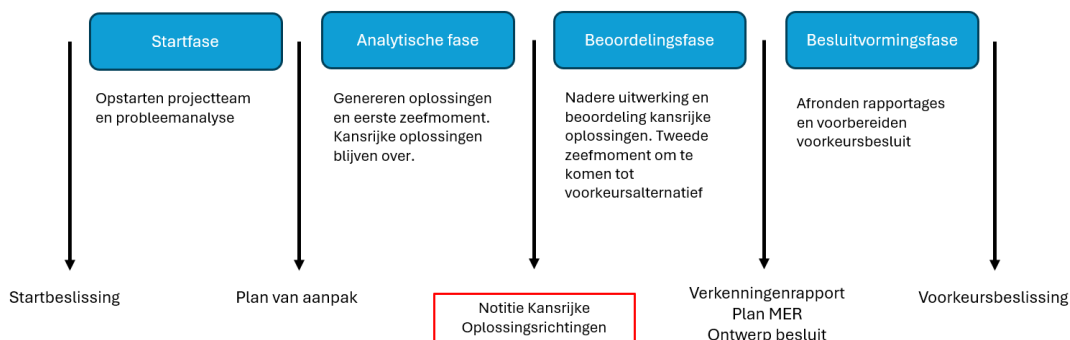 Startfase
Analytische fase
Beoordelingsfase
Besluitvormingsfase
Opstarten projectteam
en probleemanalyse
Genereren oplossingen
en eerste zeefmoment.
Kansrijke oplossingen
blijven over.
Nadere uitwerking en
beoordeling kansrijke
oplossingen. Tweede
zeefmoment om te
komen tot
voorkeursalternatief
Afronden rapportages
en voorbereiden
voorkeursbesluit
Startbeslissing
Plan van aanpak
Notitie Kansrijke
Oplossingsrichtingen
Verkenningenrapport
Plan MER
Ontwerp besluit
Voorkeursbeslissing